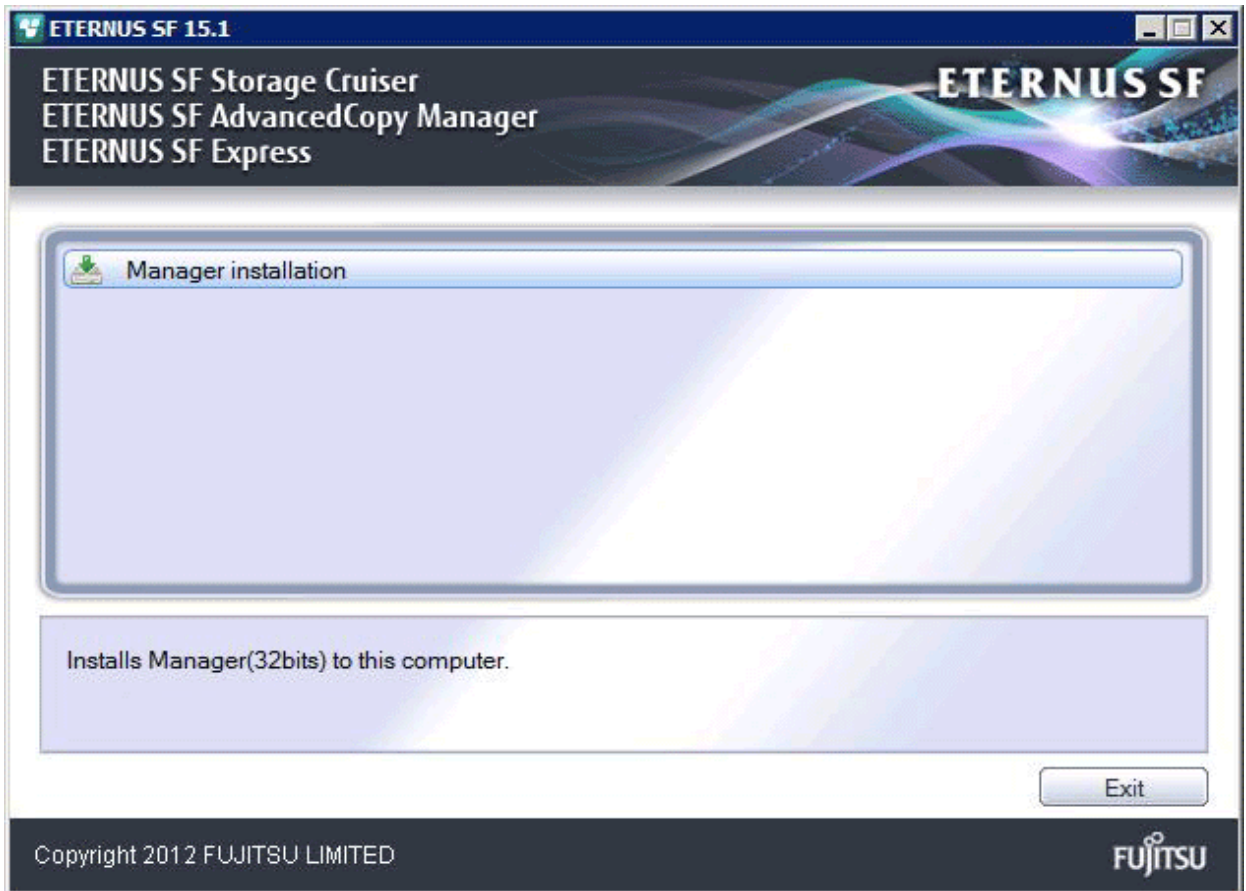 ETERNUS SF 15.1
ETERNUS SF Storage Cruiser
ETERNUS SF AdvancedCopy Manager
ETERNUS SF Express
ETERNUS SF
Manager installation
Installs Manager(32bits) to this computer.
Exit
Copyright 2012 FUJITSU LIMITED
FUJITSU